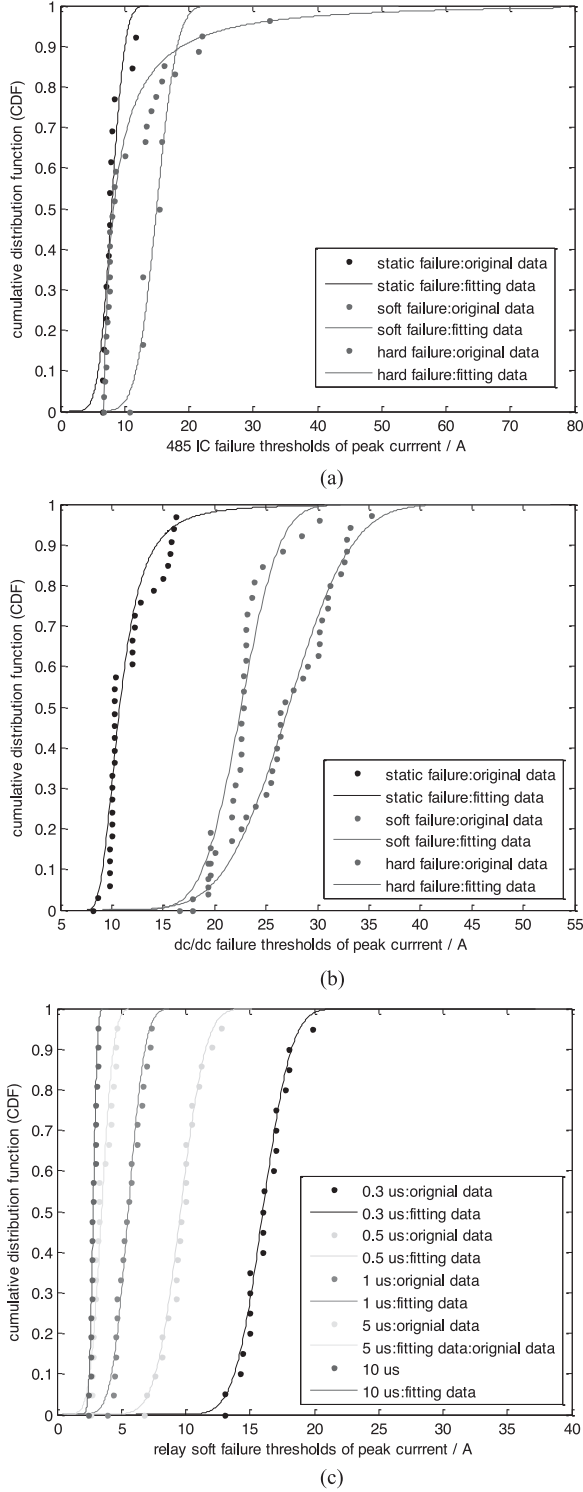 1
0.9
0.8
0.7
0.6
0.5
0.4
0.3
0.2
0.1
0
cumulative distribution function (CDF)
static failure:original data
static failure:fitting data
soft failure:original data
soft failure:fitting data
hard failure:original data
hard failure:fitting data
0 10 20 30 40 50 60 70 80
485 IC failure thresholds of peak currrent / A
(a)
1
0.9
0.8
0.7
0.6
0.5
0.4
0.3
0.2
0.1
0
cumulative distribution function (CDF)
static failure:original data
static failure:fitting data
soft failure:original data
soft failure:fitting data
hard failure:original data
hard failure:fitting data
5 10 15 20 25 30 35 40 45 50 55
dc/dc failure thresholds of peak currrent / A
(b)
1
0.9
0.8
0.7
0.6
0.5
0.4
0.3
0.2
0.1
0
cumulative distribution function (CDF)
0.3 us:orignial data
0.3 us:fitting data
0.5 us:orignial data
0.5 us:fitting data
1 us:orignial data
1 us:fitting data
5 us:orignial data
5 us:fitting data:orignial data
10 us
10 us:fitting data
0 5 10 15 20 25 30 35 40
relay soft failure thresholds of peak currrent / A
(c)